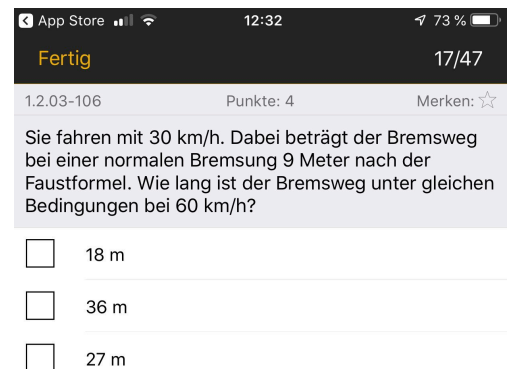 App Store 12:32 73 %
Fertig 17/47
1.2.03-106 Punkte: 4 Merken:
Sie fahren mit 30 km/h. Dabei beträgt der Bremsweg
bei einer normalen Bremsung 9 Meter nach der
Faustformel. Wie lang ist der Bremsweg unter gleichen
Bedingungen bei 60 km/h?
18 m
36 m
27 m